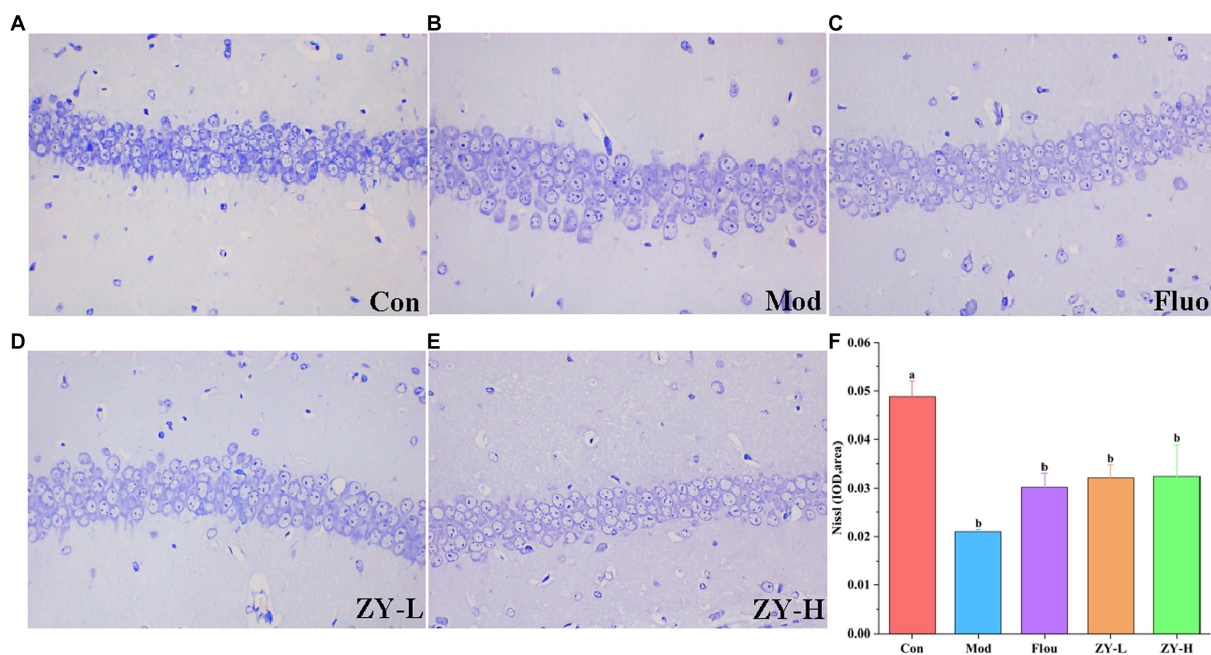 A
B
C
Con
Mod
Fluo
D
E
F
ZY-L
ZY-H
0.06
0.05
0.04
0.03
0.02
0.01
0.00
Nissl (IOD,area)
a
b
b
b
b
Con
Mod
Flou
ZY-L
ZY-H